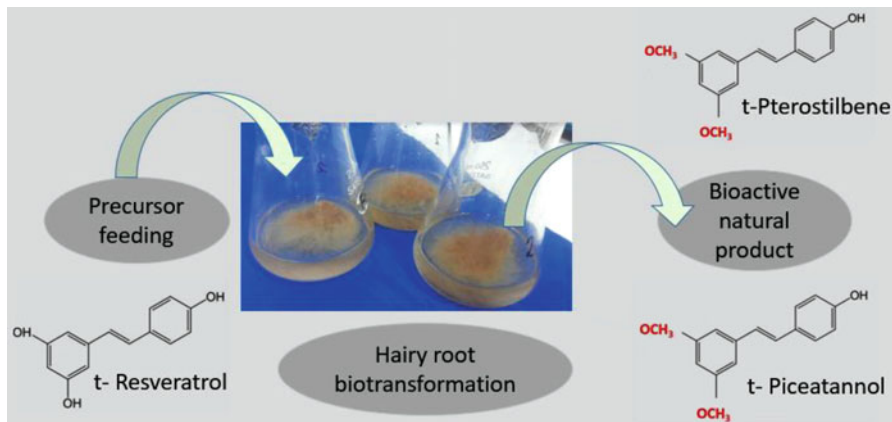 Precursor
feeding
OH
OH
OH
t- Resveratrol
Hairy root
biotransformation
2
OH
OCH3
OCH3
t-Pterostilbene
Bioactive
natural
product
OH
OCH3
OCH3
t- Piceatannol